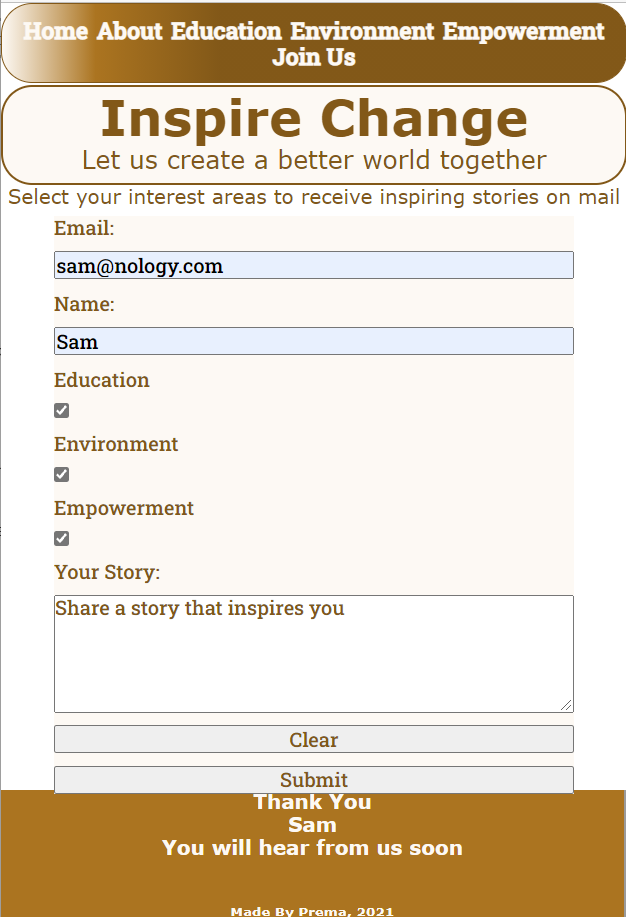 Home About Education Environment Empowerment
Join Us
Inspire Change
Let us create a better world together
Select your interest areas to receive inspiring stories on mail
Email:
sam@nology.com
Name:
Sam
Education
Environment
Empowerment
Your Story:
Share a story that inspires you
Clear
Submit
Thank You
Sam
You will hear from us soon
Made By Prema, 2021